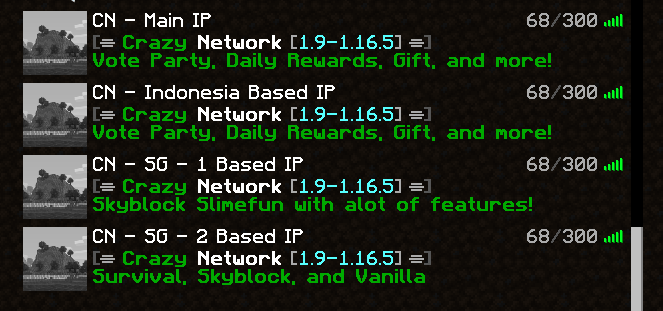 CN - Main IP 68/300
[= Crazy Network [1.9-1.16.5] =]
Vote Party, Daily Rewards, Gift, and more!
CN - Indonesia Based IP 68/300
[= Crazy Network [1.9-1.16.5] =]
Vote Party, Daily Rewards, Gift, and more!
CN - SG - 1 Based IP 68/300
[= Crazy Network [1.9-1.16.5] =]
Skyblock Slimefun with alot of features!
CN - SG - 2 Based IP 68/300
[= Crazy Network [1.9-1.16.5] =]
Survival, Skyblock, and Vanilla